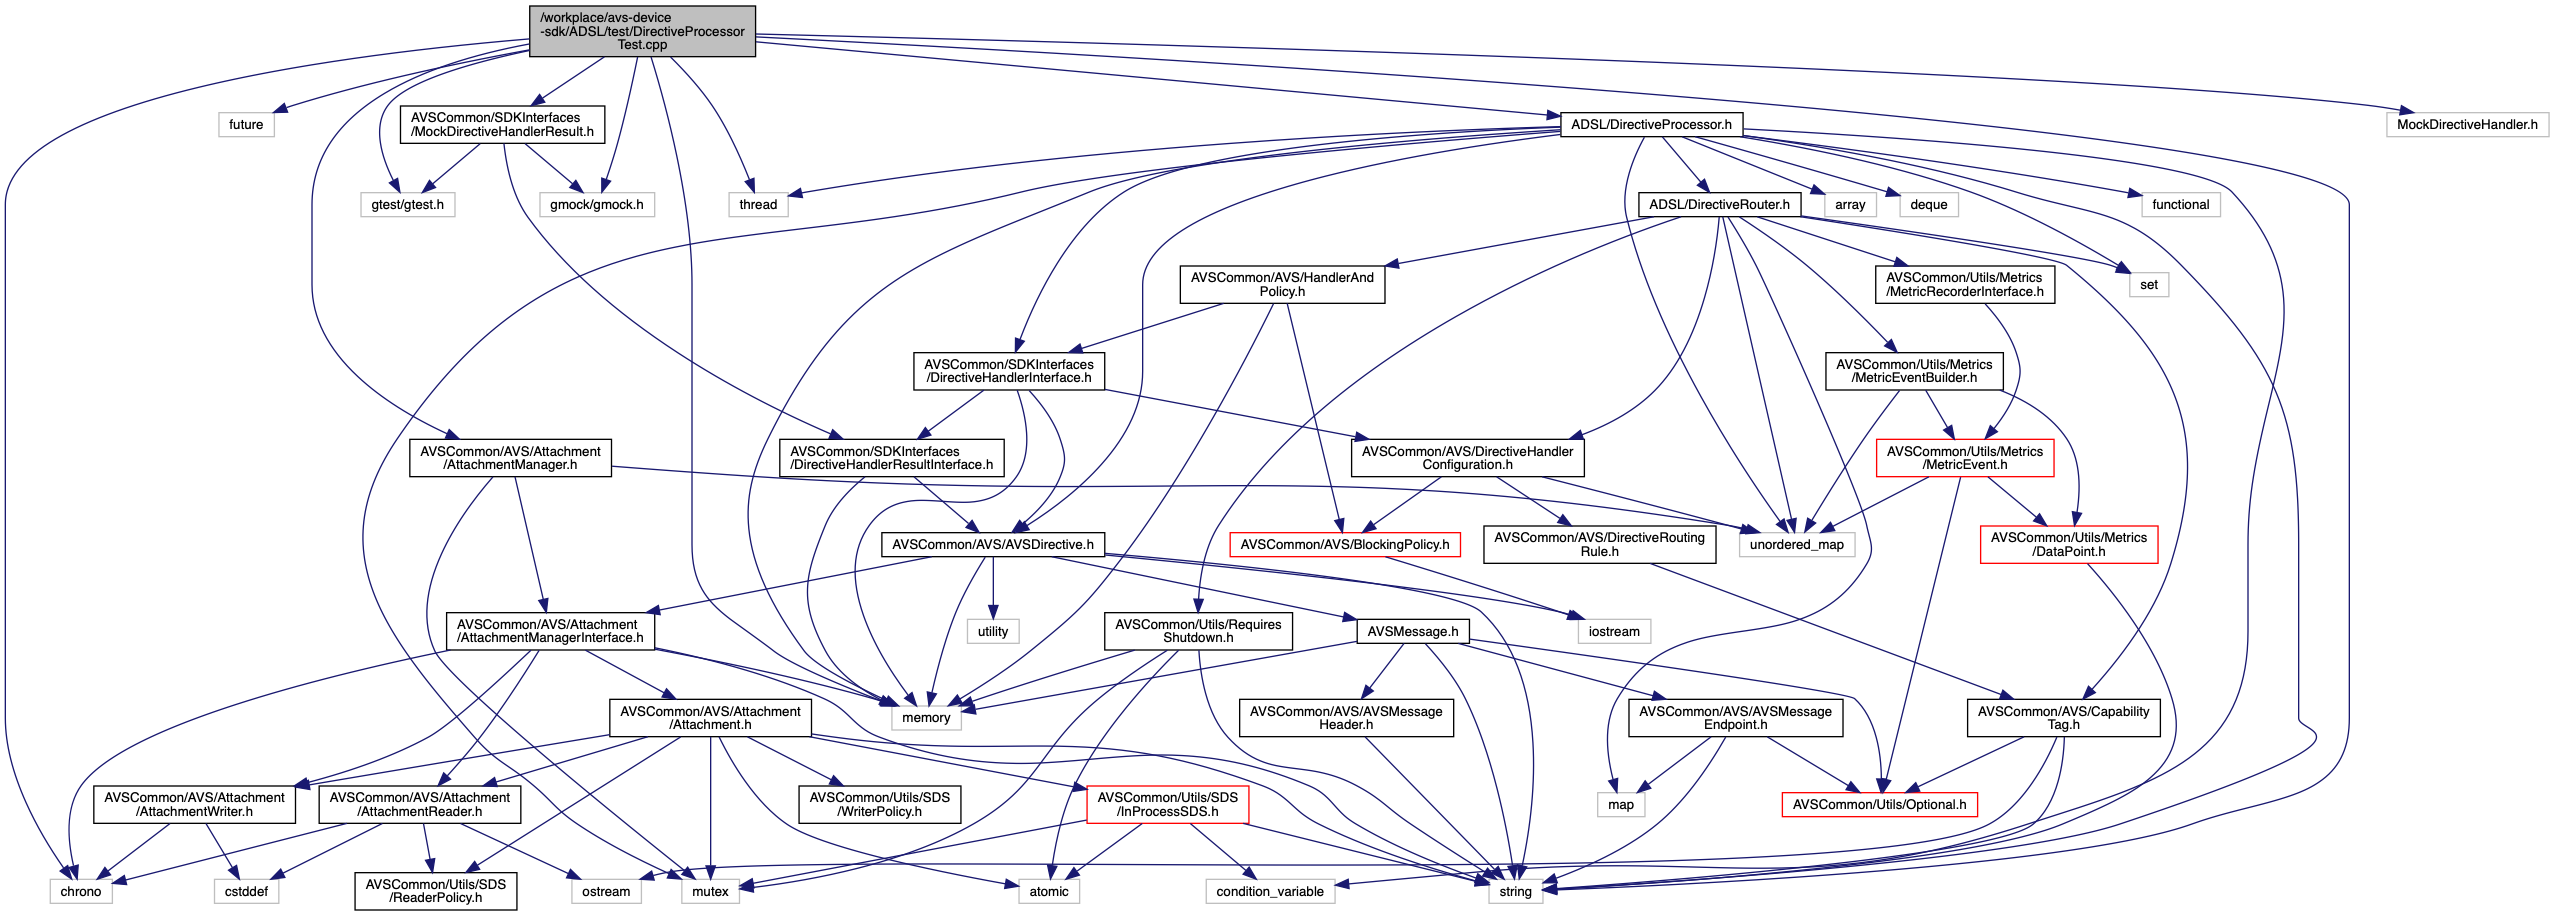 /workplace/avs-device
-sdk/ADSL/test/DirectiveProcessor
Test.cpp
future
AVSCommon/SDKInterfaces
/MockDirectiveHandlerResult.h
ADSL/DirectiveProcessor.h
MockDirectiveHandler.h
gtest/gtest.h
gmock/gmock.h
thread
ADSL/DirectiveRouter.h
array
deque
functional
AVSCommon/AVS/HandlerAnd
Policy.h
AVSCommon/Utils/Metrics
/MetricRecorderInterface.h
set
AVSCommon/SDKInterfaces
/DirectiveHandlerInterface.h
AVSCommon/Utils/Metrics
/MetricEventBuilder.h
AVSCommon/AVS/Attachment
/AttachmentManager.h
AVSCommon/SDKInterfaces
/DirectiveHandlerResultInterface.h
AVSCommon/AVS/DirectiveHandler
Configuration.h
AVSCommon/Utils/Metrics
/MetricEvent.h
AVSCommon/AVS/AVSDirective.h
AVSCommon/AVS/BlockingPolicy.h
AVSCommon/AVS/DirectiveRouting
Rule.h
unordered_map
AVSCommon/Utils/Metrics
/DataPoint.h
AVSCommon/AVS/Attachment
/AttachmentManagerInterface.h
utility
AVSCommon/Utils/Requires
Shutdown.h
AVSMessage.h
iostream
AVSCommon/AVS/Attachment
/Attachment.h
memory
AVSCommon/AVS/AVSMessage
Header.h
AVSCommon/AVS/AVSMessage
Endpoint.h
AVSCommon/AVS/Capability
Tag.h
AVSCommon/AVS/Attachment
/AttachmentWriter.h
AVSCommon/AVS/Attachment
/AttachmentReader.h
AVSCommon/Utils/SDS
/WriterPolicy.h
AVSCommon/Utils/SDS
/InProcessSDS.h
map
AVSCommon/Utils/Optional.h
chrono
cstddef
AVSCommon/Utils/SDS
/ReaderPolicy.h
ostream
mutex
atomic
condition_variable
string